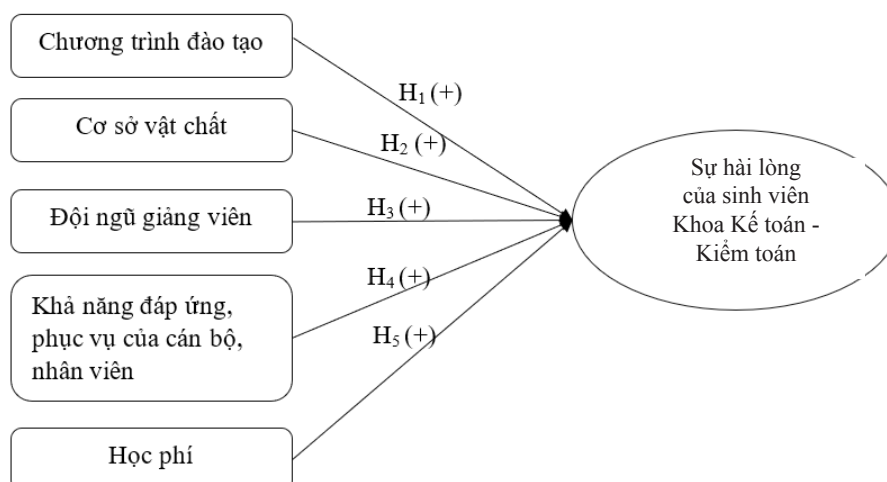 Chương trình đào tạo
H₁ (+)
Cơ sở vật chất
H₂ (+)
Đội ngũ giảng viên
H₃ (+)
Khả năng đáp ứng,
phục vụ của cán bộ,
nhân viên
H₄ (+)
Học phí
H₅ (+)
Sự hài lòng
của sinh viên
Khoa Kế toán -
Kiểm toán